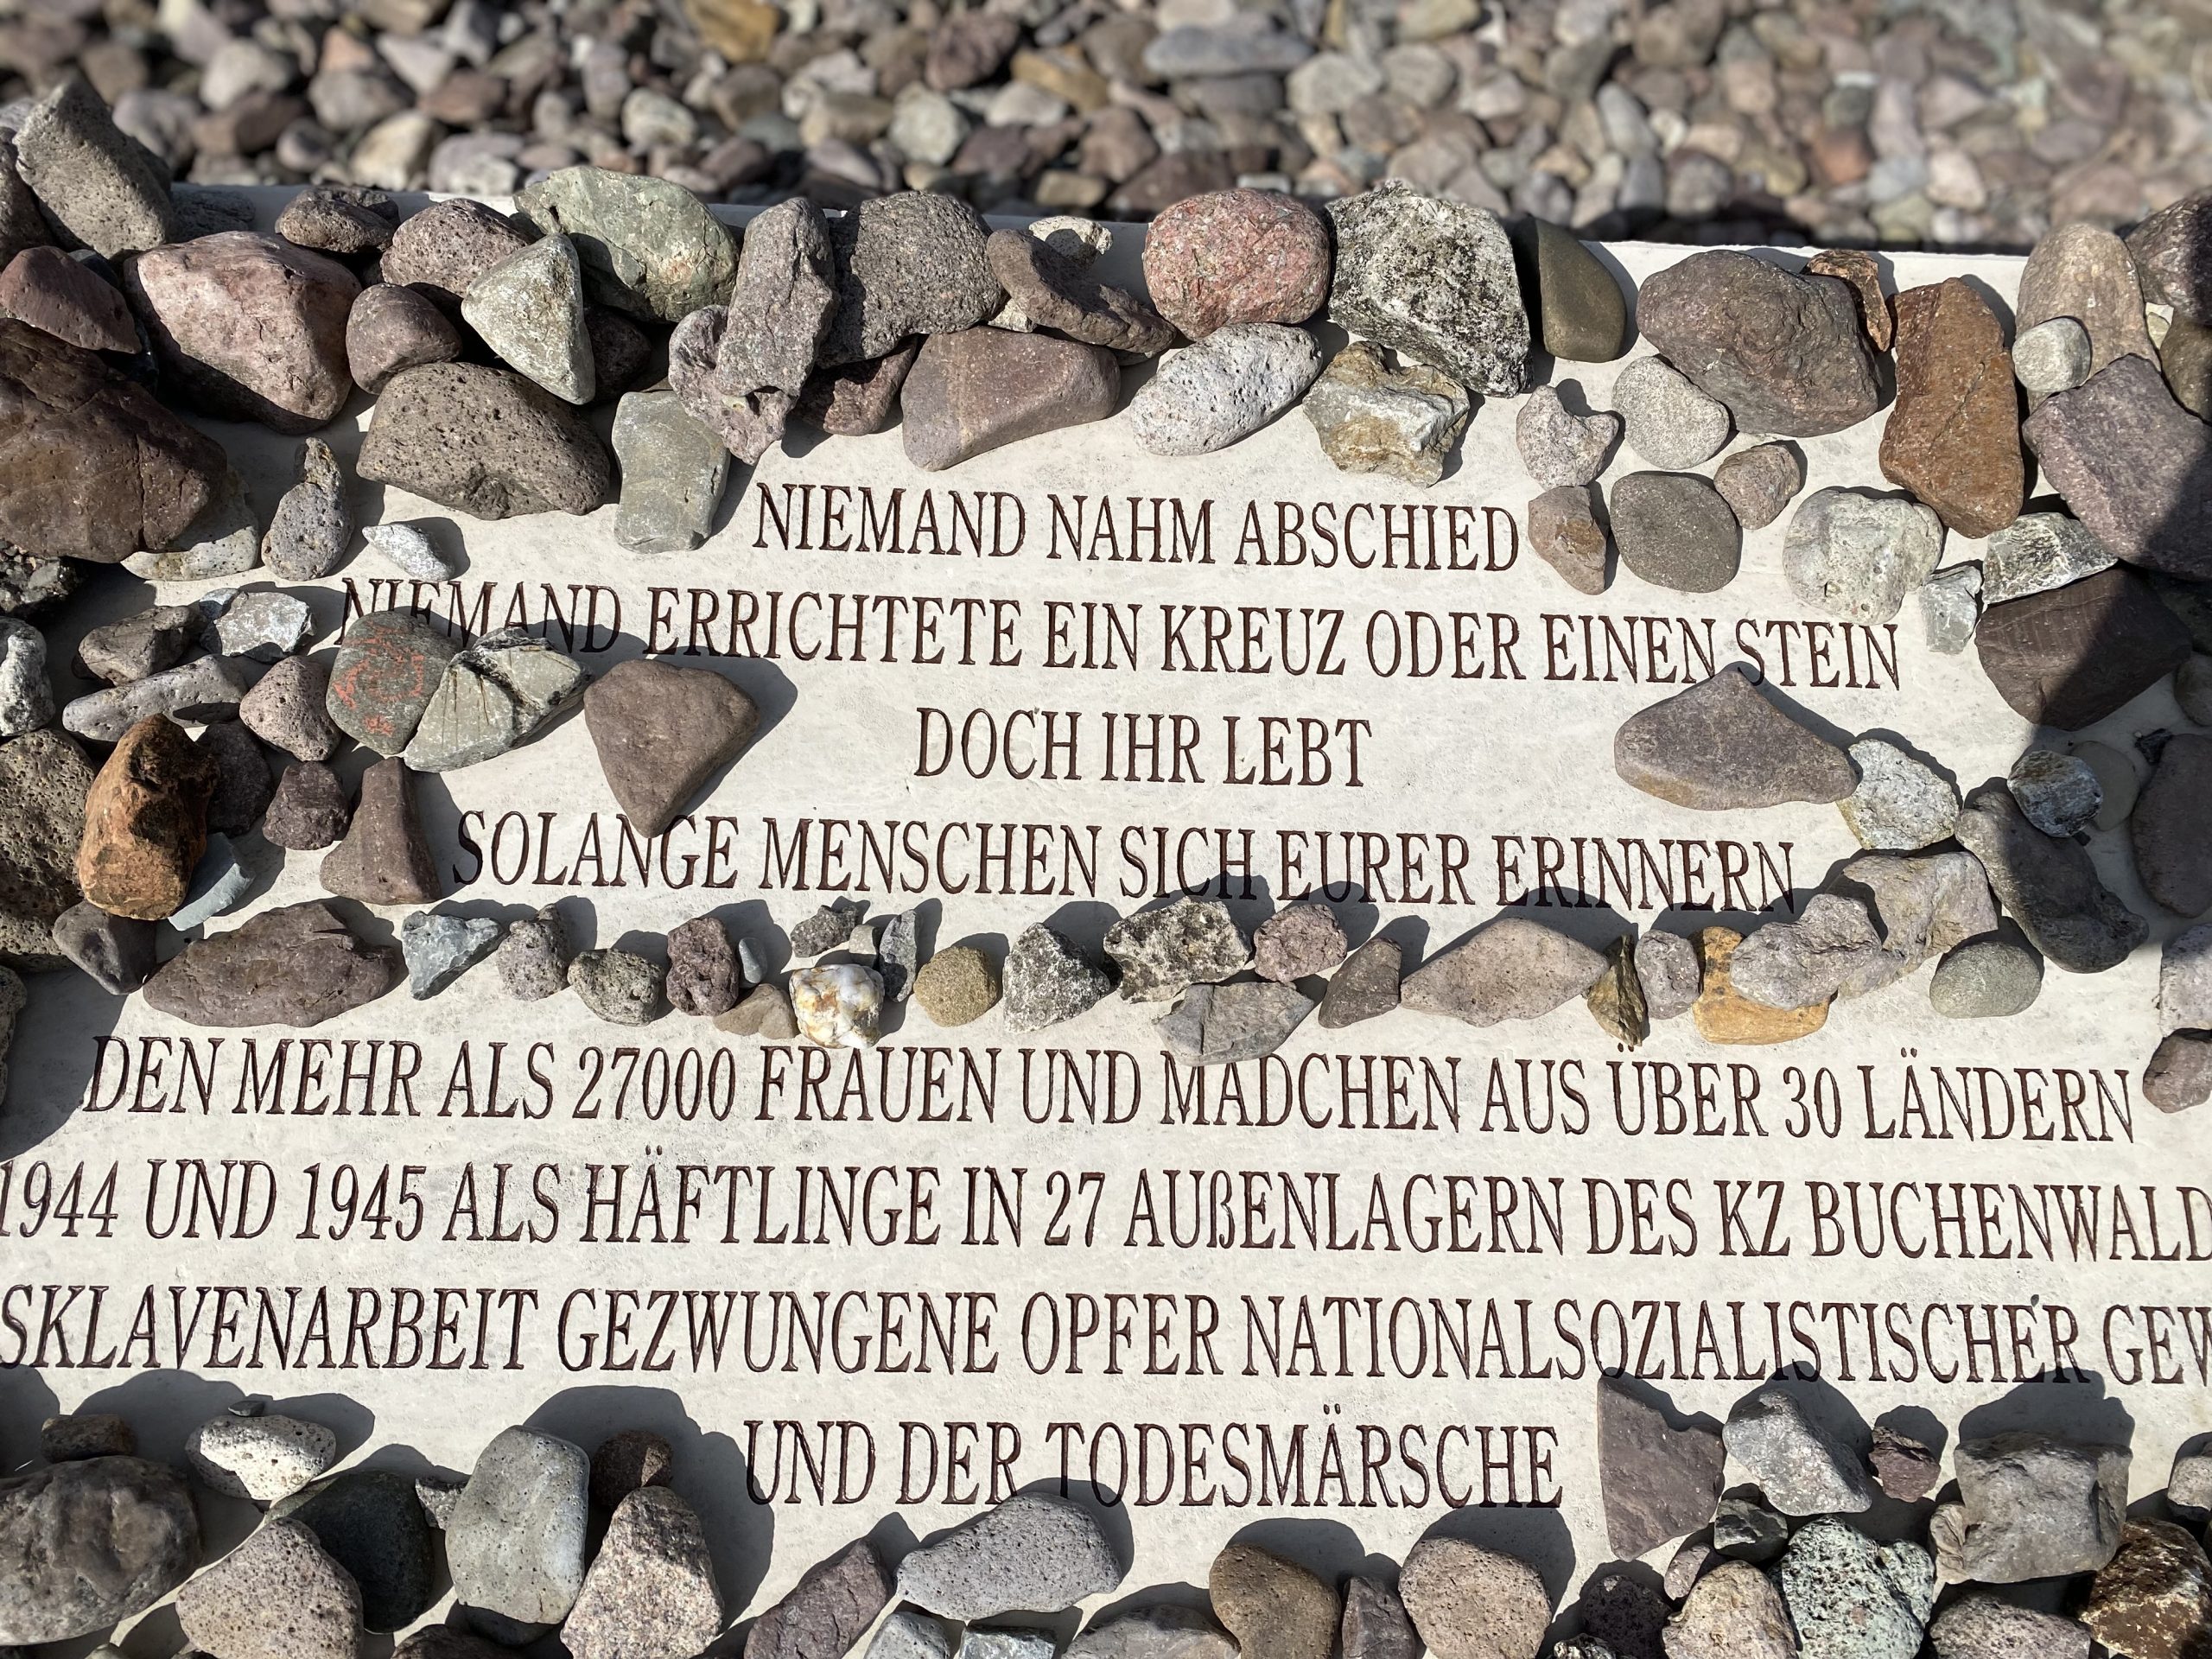 NIEMAND NAHM ABSCHIED
NIEMAND ERRICHTETE EIN KREUZ ODER EINEN STEIN
DOCH IHR LEBT
SOLANGE MENSCHEN SICH EURER ERINNERN
DEN MEHR ALS 27000 FRAUEN UND MÄDCHEN AUS ÜBER 30 LÄNDERN
1944 UND 1945 ALS HÄFTLINGE IN 27 AUßENLAGERN DES KZ BUCHENWALD
SKLAVENARBEIT GEZWUNGENE OPFER NATIONALSOZIALISTISCHER
UND DER TODESMÄRSCHE